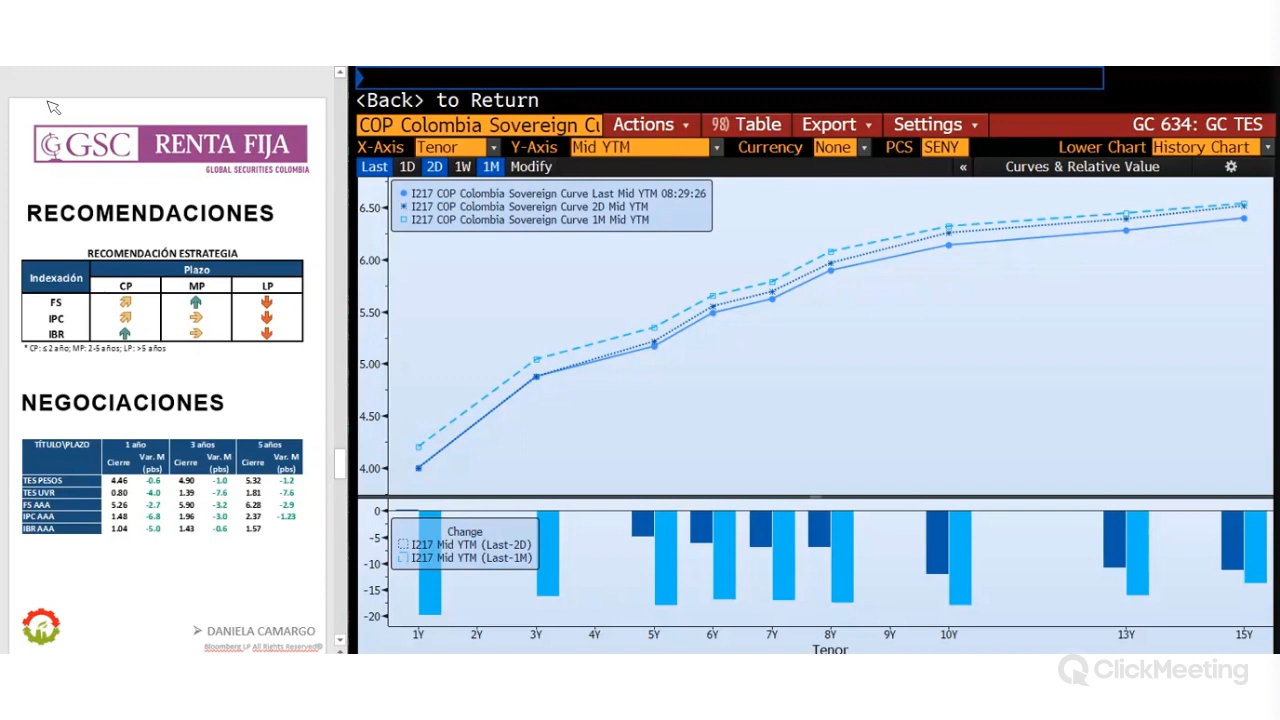 GSC RENTA FIJA
GLOBAL SECURITIES COLOMBIA
RECOMENDACIONES
RECOMENDACIÓN ESTRATEGIA
Indexación Plazo
CP MP LP
FS
IPC
IBR
* CP: ≤ 2 año; MP: 2-5 años; LP: >5 años
NEGOCIACIONES
TÍTULO\PLAZO 1 año 3 años 5 años
Cierre Var. M (pbs) Cierre Var. M (pbs) Cierre Var. M (pbs)
TES PESOS 4.46 -0.6 4.90 -1.0 5.32 -1.2
TES UVR 0.80 -4.0 1.39 -7.6 1.81 -7.6
FS AAA 5.26 -2.7 5.90 -3.2 6.28 -2.9
IPC AAA 1.48 -6.8 1.96 -3.0 2.37 -1.23
IBR AAA 1.04 -5.0 1.43 -0.6 1.57
DANIELA CAMARGO
Bloomberg LP All Rights Reserved®
<Back> to Return
COP Colombia Sovereign Cu Actions 98) Table Export Settings GC 634: GC TES
X-Axis Tenor Y-Axis Mid YTM Currency None PCS SENY Lower Chart History Chart
Last 1D 2D 1W 1M Modify « Curves & Relative Value
I217 COP Colombia Sovereign Curve Last Mid YTM 08:29:26
I217 COP Colombia Sovereign Curve 2D Mid YTM
I217 COP Colombia Sovereign Curve 1M Mid YTM
6.50
6.00
5.50
5.00
4.50
4.00
Change
I217 Mid YTM (Last-2D)
I217 Mid YTM (Last-1M)
0
-5
-10
-15
-20
1Y 2Y 3Y 4Y 5Y 6Y 7Y 8Y 9Y 10Y 13Y 15Y
Tenor
ClickMeeting